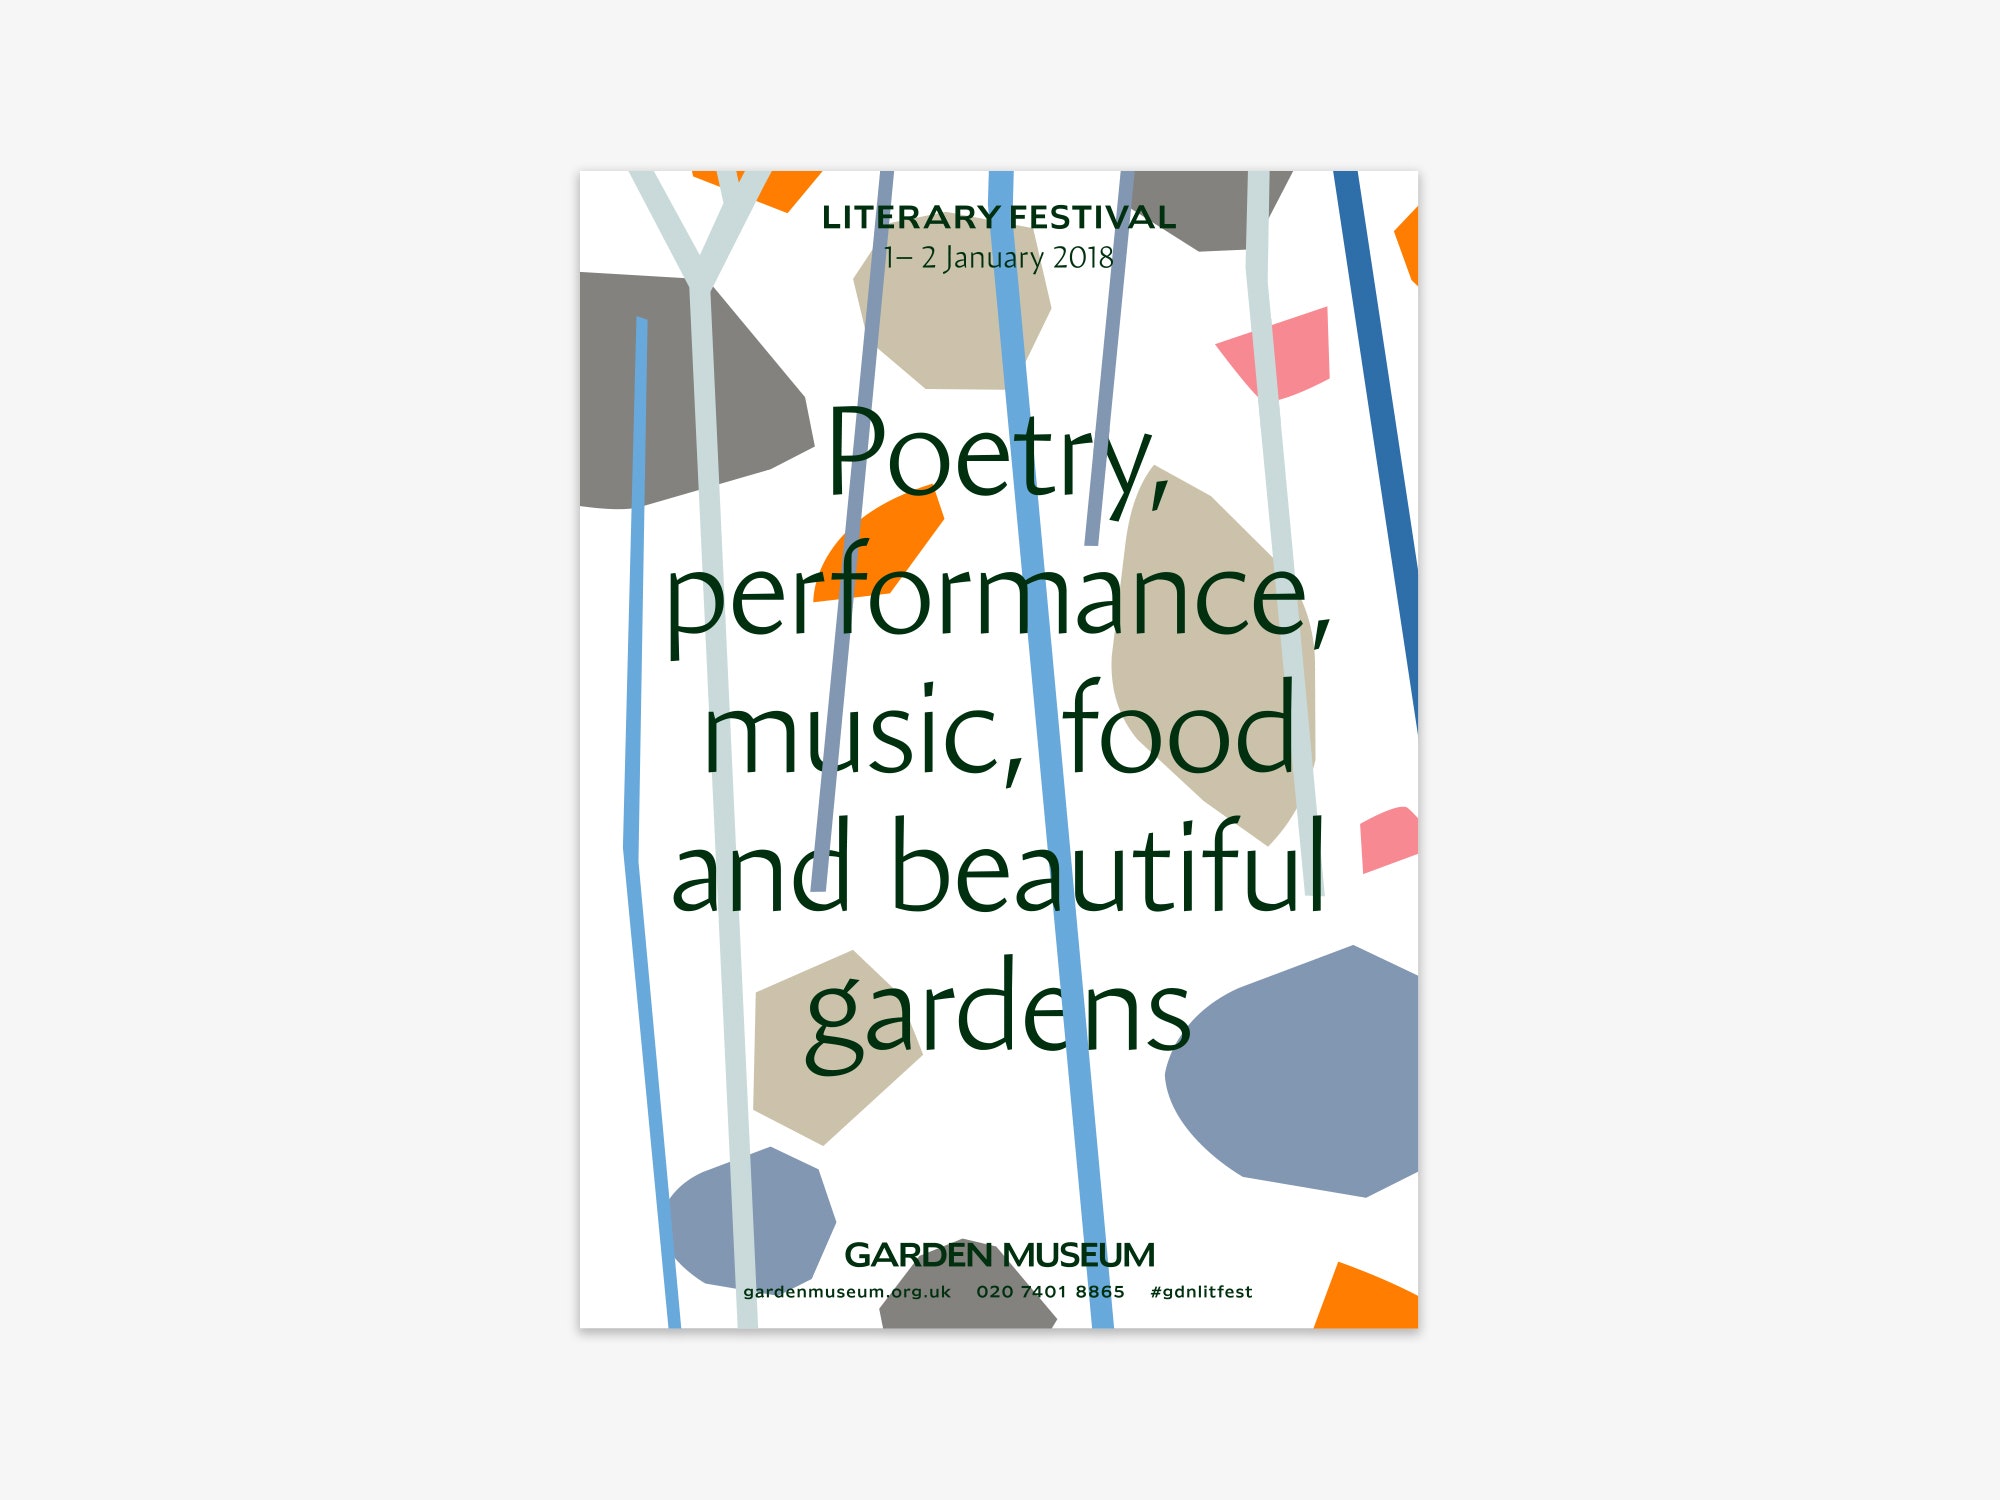 LITERARY FESTIVAL
1– 2 January 2018
Poetry,
performance,
music, food
and beautiful
gardens
GARDEN MUSEUM
gardenmuseum.org.uk 020 7401 8865 #gdnlitfest